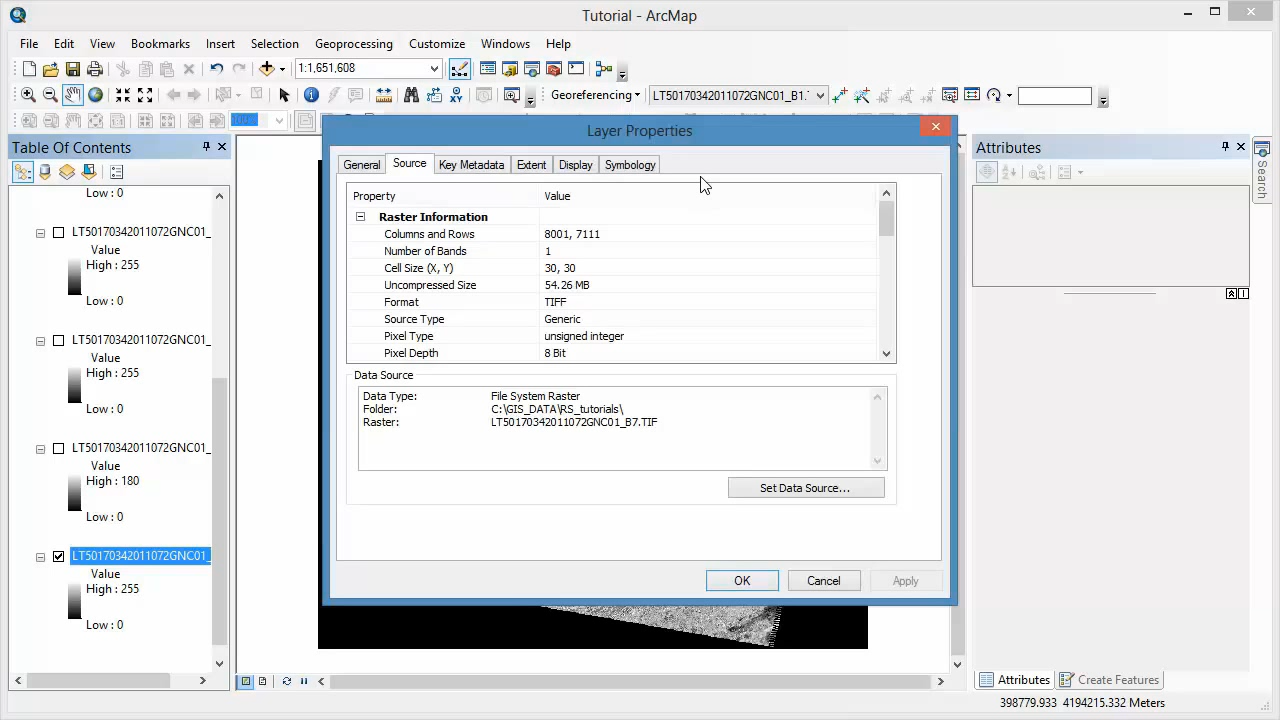 Tutorial - ArcMap
File Edit View Bookmarks Insert Selection Geoprocessing Customize Windows Help
1:1,651,608
Georeferencing LT50170342011072GNC01_B1.
Table Of Contents
Low : 0
LT50170342011072GNC01_
Value
High : 255
Low : 0
LT50170342011072GNC01_
Value
High : 255
Low : 0
LT50170342011072GNC01_
Value
High : 180
Low : 0
LT50170342011072GNC01_
Value
High : 255
Low : 0
Layer Properties
General Source Key Metadata Extent Display Symbology
Property Value
Raster Information
Columns and Rows 8001, 7111
Number of Bands 1
Cell Size (X, Y) 30, 30
Uncompressed Size 54.26 MB
Format TIFF
Source Type Generic
Pixel Type unsigned integer
Pixel Depth 8 Bit
Data Source
Data Type: File System Raster
Folder: C:\GIS_DATA\RS_tutorials\
Raster: LT50170342011072GNC01_B7.TIF
Set Data Source...
OK Cancel Apply
Attributes
Search
Attributes Create Features
398779.933 4194215.332 Meters